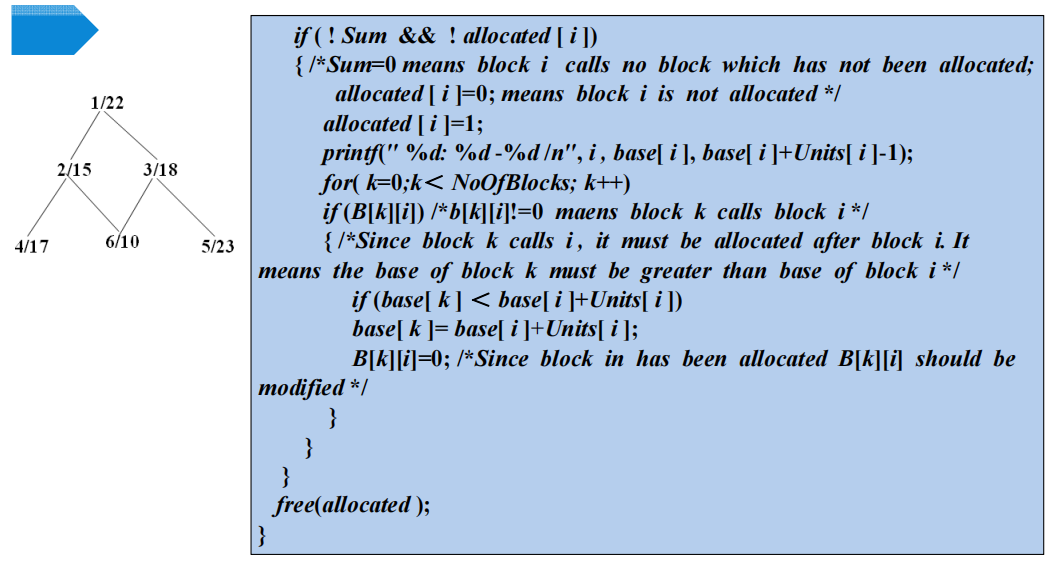 1/22
2/15 3/18
4/17 6/10 5/23
if ( ! Sum && ! allocated [ i ])
{ /*Sum=0 means block i calls no block which has not been allocated;
allocated [ i ]=0; means block i is not allocated */
allocated [ i ]=1;
printf(" %d: %d -%d /n", i , base[ i ], base[ i ]+Units[ i ]-1);
for( k=0;k< NoOfBlocks; k++)
if (B[k][i]) /*b[k][i]!=0 maens block k calls block i */
{ /*Since block k calls i , it must be allocated after block i. It
means the base of block k must be greater than base of block i */
if (base[ k ] < base[ i ]+Units[ i ])
base[ k ]= base[ i ]+Units[ i ];
B[k][i]=0; /*Since block in has been allocated B[k][i] should be
modified */
}
}
}
free(allocated );
}